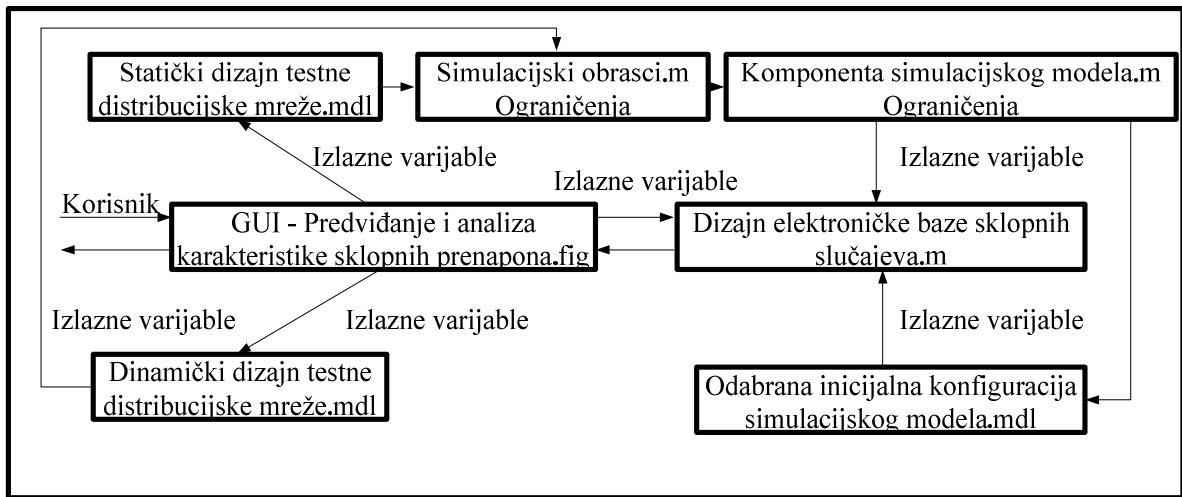 Statički dizajn testne
distribucijske mreže.mdl
Simulacijski obrasci.m
Ograničenja
Komponenta simulacijskog modela.m
Ograničenja
Izlazne varijable
Izlazne varijable
Izlazne varijable
Korisnik
GUI - Predviđanje i analiza
karakteristike sklopnih prenapona.fig
Dizajn elektroničke baze sklopnih
slučajeva.m
Izlazne varijable
Izlazne varijable
Izlazne varijable
Dinamički dizajn testne
distribucijske mreže.mdl
Odabrana inicijalna konfiguracija
simulacijskog modela.mdl